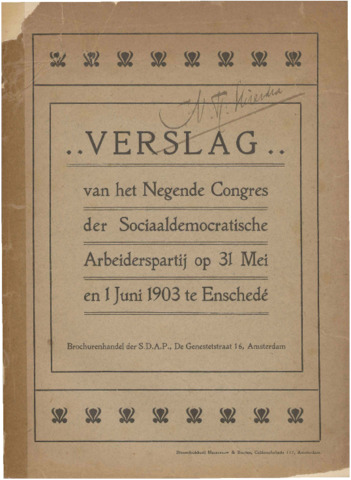 ..VERSLAG..
van het Negende Congres
der Sociaaldemocratische
Arbeiderspartij op 31 Mei
en 1 Juni 1903 te Enschedé
Brochurenhandel der S.D.A.P., De Genestetstraat 16, Amsterdam